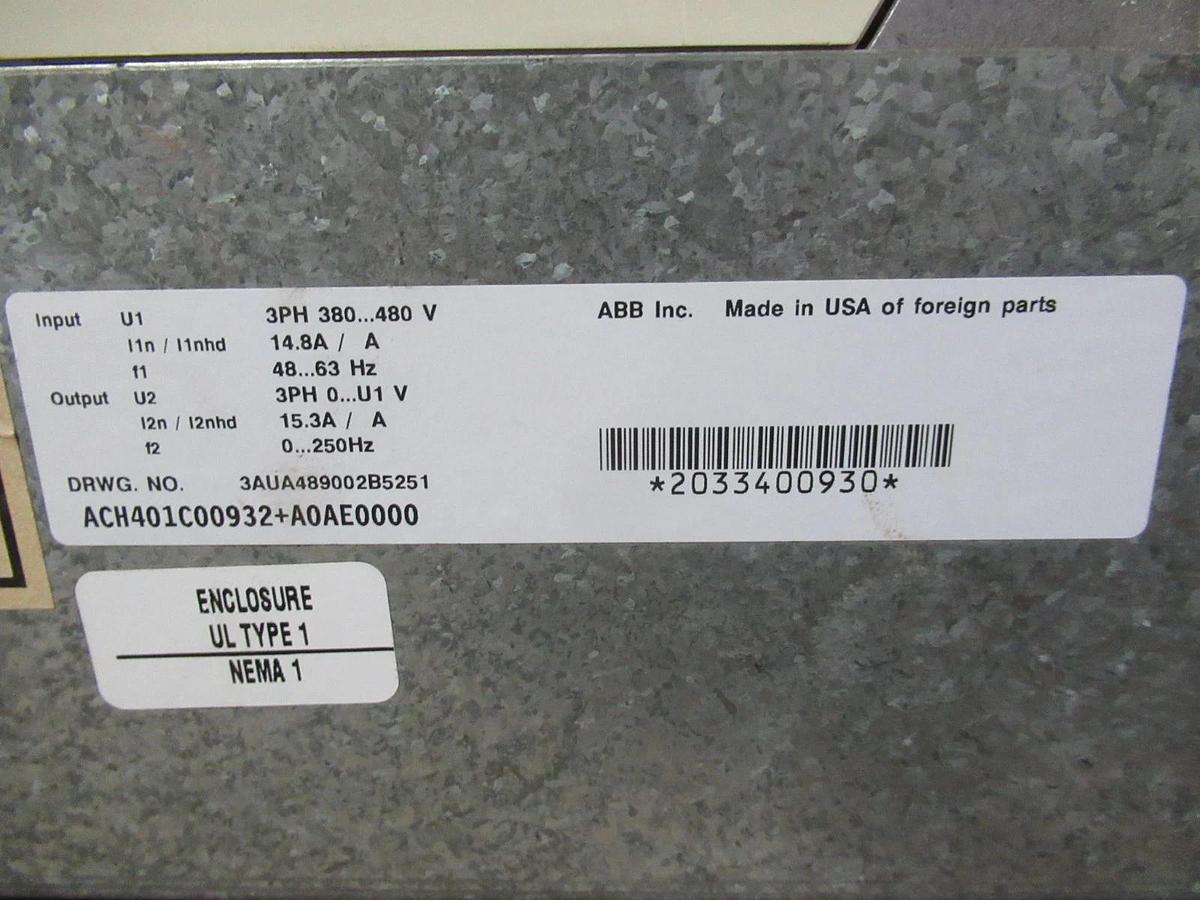 Input U1 3PH 380...480 V
I1n / I1nhd 14.8A / A
f1 48...63 Hz
Output U2 3PH 0...U1 V
I2n / I2nhd 15.3A / A
f2 0...250Hz
DRWG. NO. 3AUA489002B5251
ACH401C00932+A0AE0000
ABB Inc. Made in USA of foreign parts
*2033400930*
ENCLOSURE
UL TYPE 1
NEMA 1